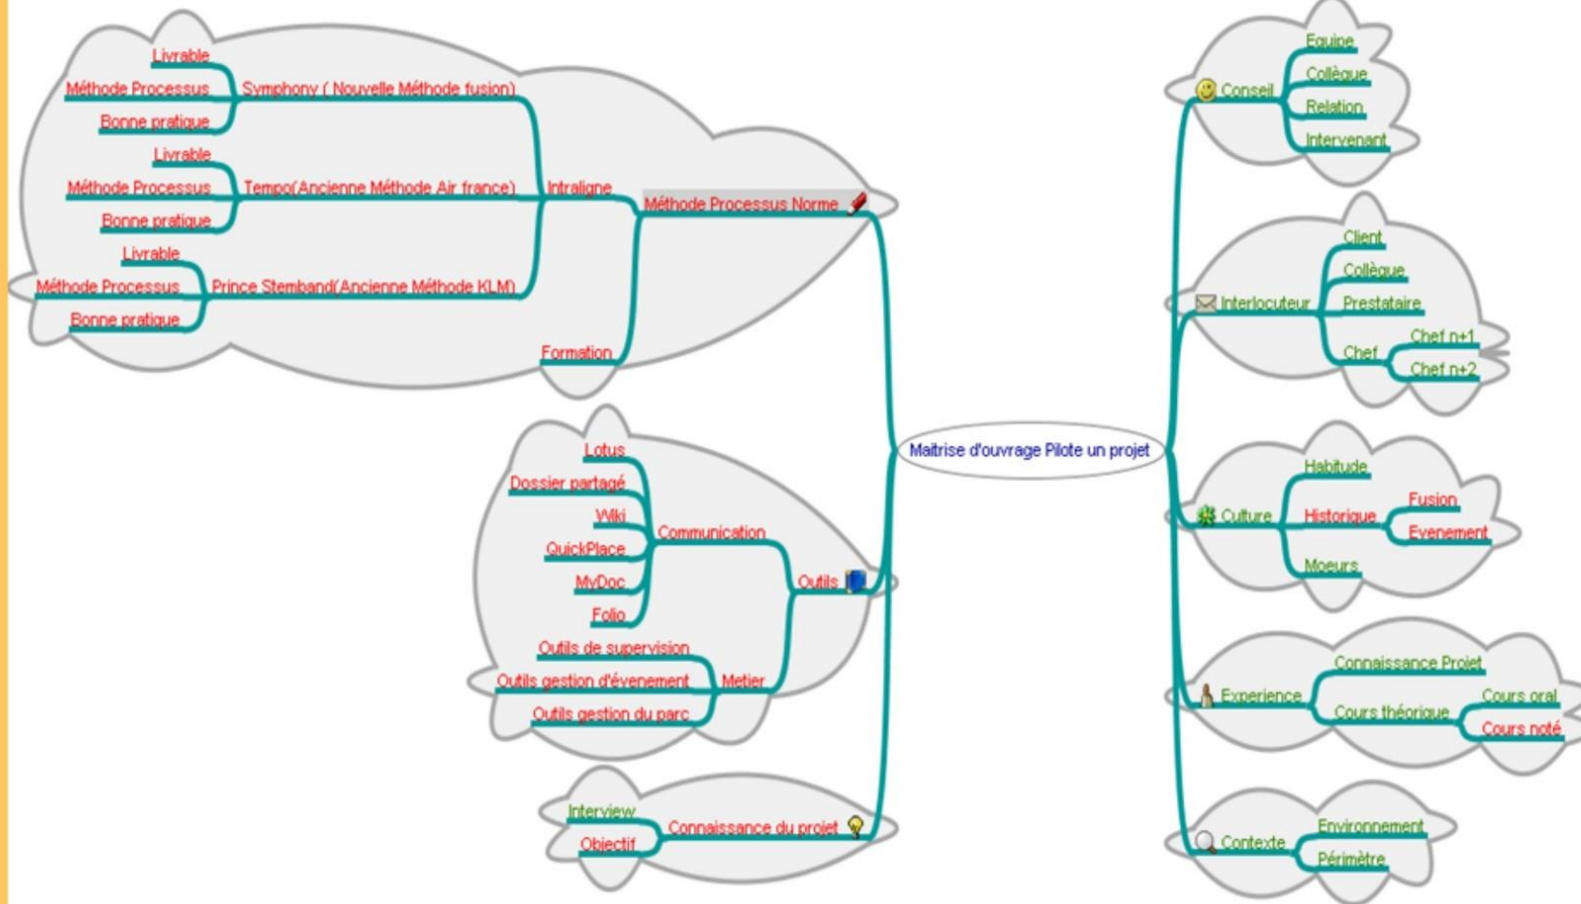 Livrable
Méthode Processus
Bonne pratique
Symphony ( Nouvelle Méthode fusion)
Livrable
Méthode Processus
Bonne pratique
Tempo(Ancienne Méthode Air france)
Livrable
Méthode Processus
Bonne pratique
Prince Stemband(Ancienne Méthode KLM)
Intraligne
Formation
Méthode Processus Norme
Lotus
Dossier partagé
Wiki
QuickPlace
MyDoc
Folio
Communication
Outils de supervision
Outils gestion d'évenement
Outils gestion du parc
Metier
Outils
Interview
Objectif
Connaissance du projet
Maitrise d'ouvrage Pilote un projet
Conseil
Equipe
Collègue
Relation
Intervenant
Interlocuteur
Client
Collègue
Prestataire
Chef
Chef n+1
Chef n+2
Culture
Habitude
Historique
Fusion
Evenement
Moeurs
Experience
Connaissance Projet
Cours théorique
Cours oral
Cours noté
Contexte
Environnement
Périmètre